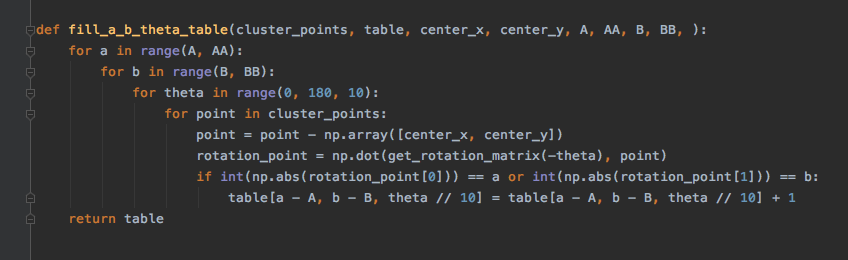 def fill_a_b_theta_table(cluster_points, table, center_x, center_y, A, AA, B, BB, ):
    for a in range(A, AA):
        for b in range(B, BB):
            for theta in range(0, 180, 10):
                for point in cluster_points:
                    point = point - np.array([center_x, center_y])
                    rotation_point = np.dot(get_rotation_matrix(-theta), point)
                    if int(np.abs(rotation_point[0])) == a or int(np.abs(rotation_point[1])) == b:
                        table[a - A, b - B, theta // 10] = table[a - A, b - B, theta // 10] + 1
    return table